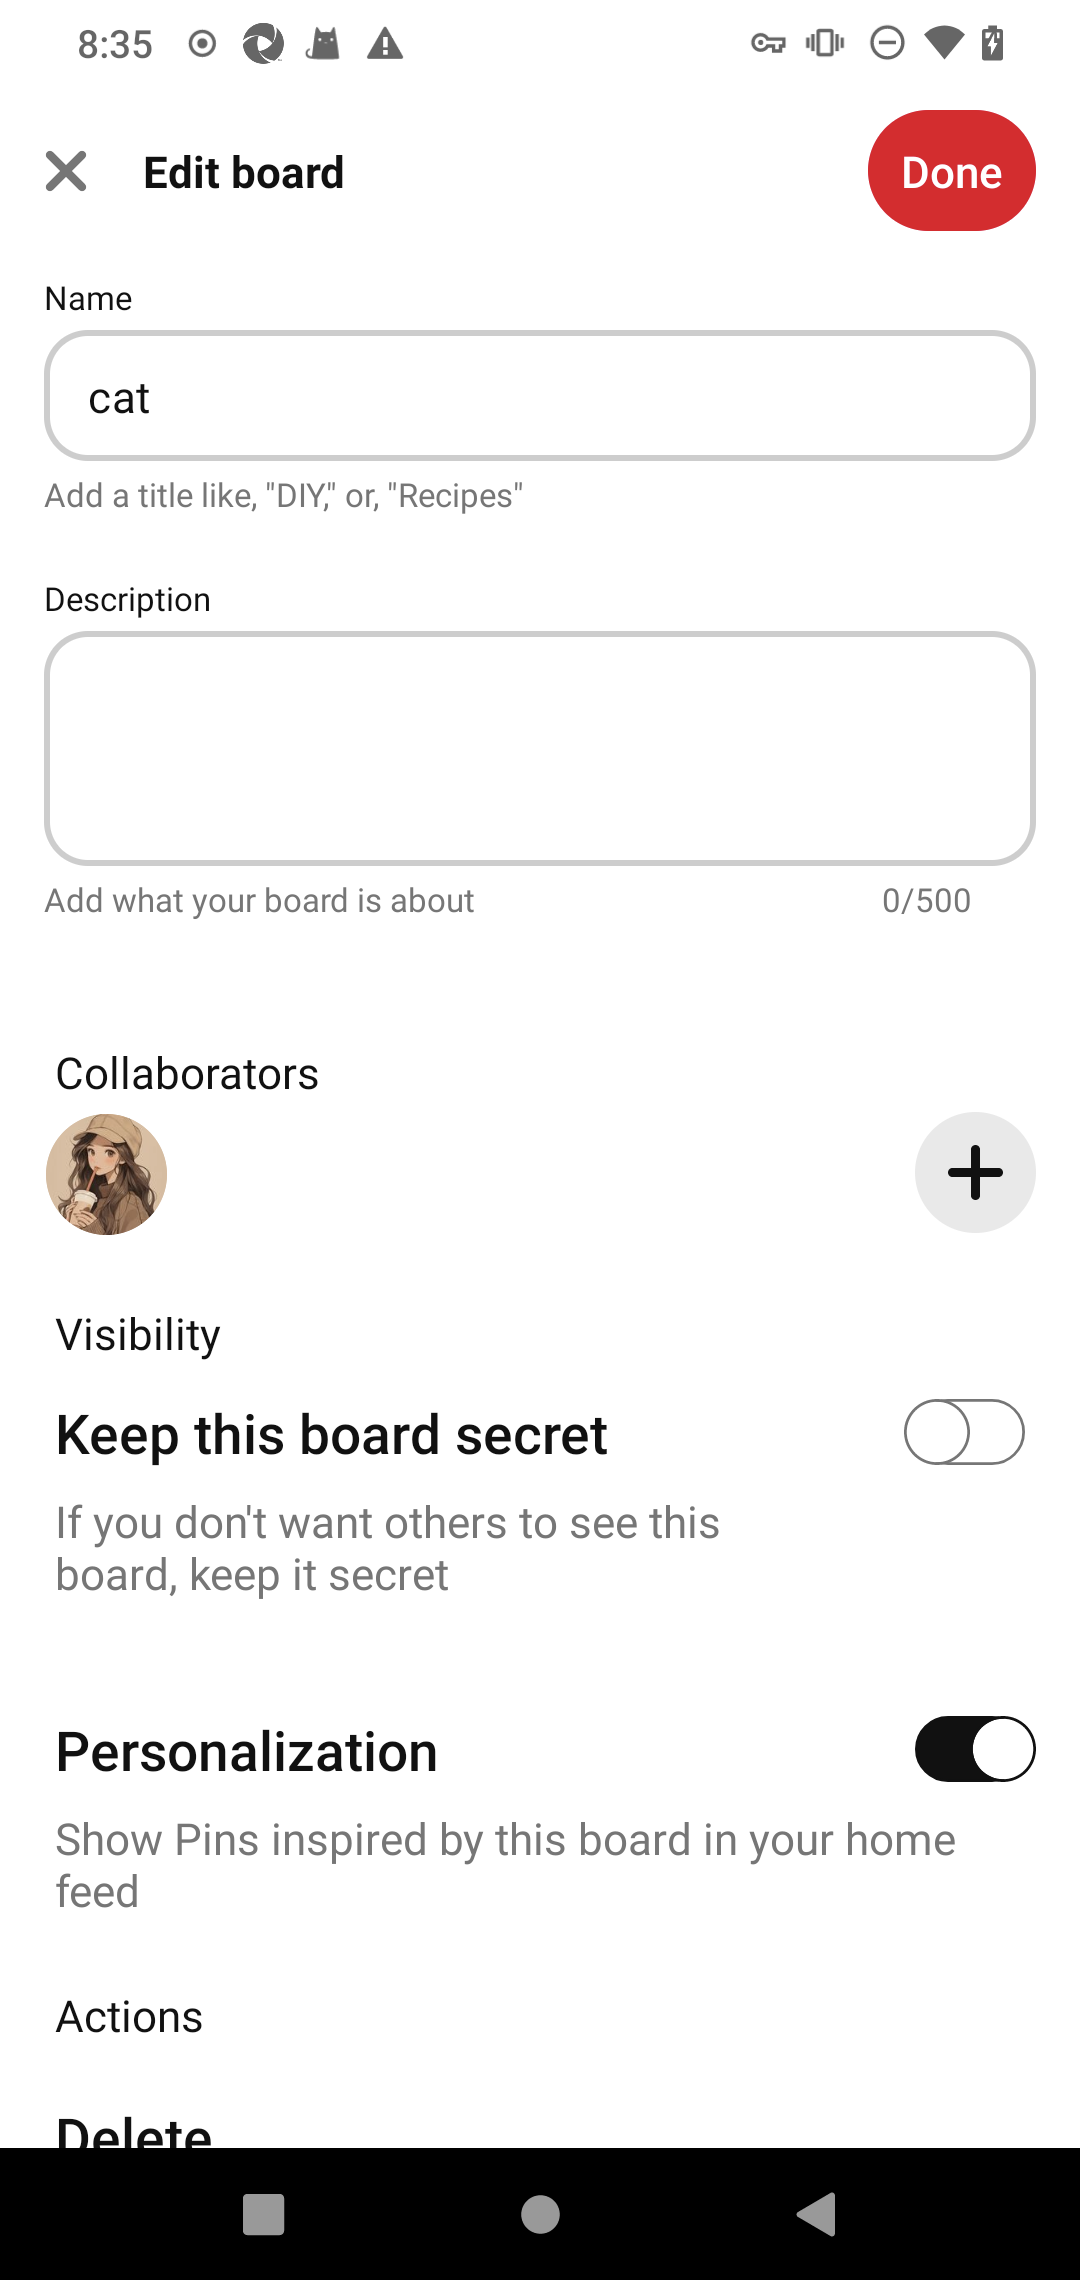 8:35
Edit board
Done
Name
cat
Add a title like, "DIY," or, "Recipes"
Description
Add what your board is about
0/500
Collaborators
Visibility
Keep this board secret
If you don't want others to see this
board, keep it secret
Personalization
Show Pins inspired by this board in your home
feed
Actions
Delete